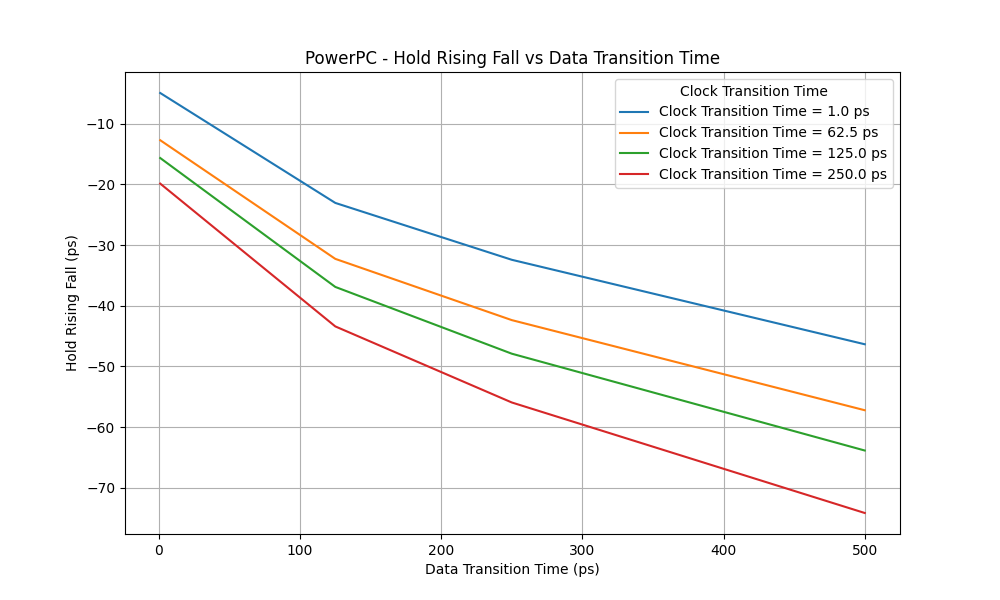 PowerPC - Hold Rising Fall vs Data Transition Time
Clock Transition Time
Clock Transition Time = 1.0 ps
Clock Transition Time = 62.5 ps
Clock Transition Time = 125.0 ps
Clock Transition Time = 250.0 ps
Hold Rising Fall (ps)
−10
−20
−30
−40
−50
−60
−70
0 100 200 300 400 500
Data Transition Time (ps)